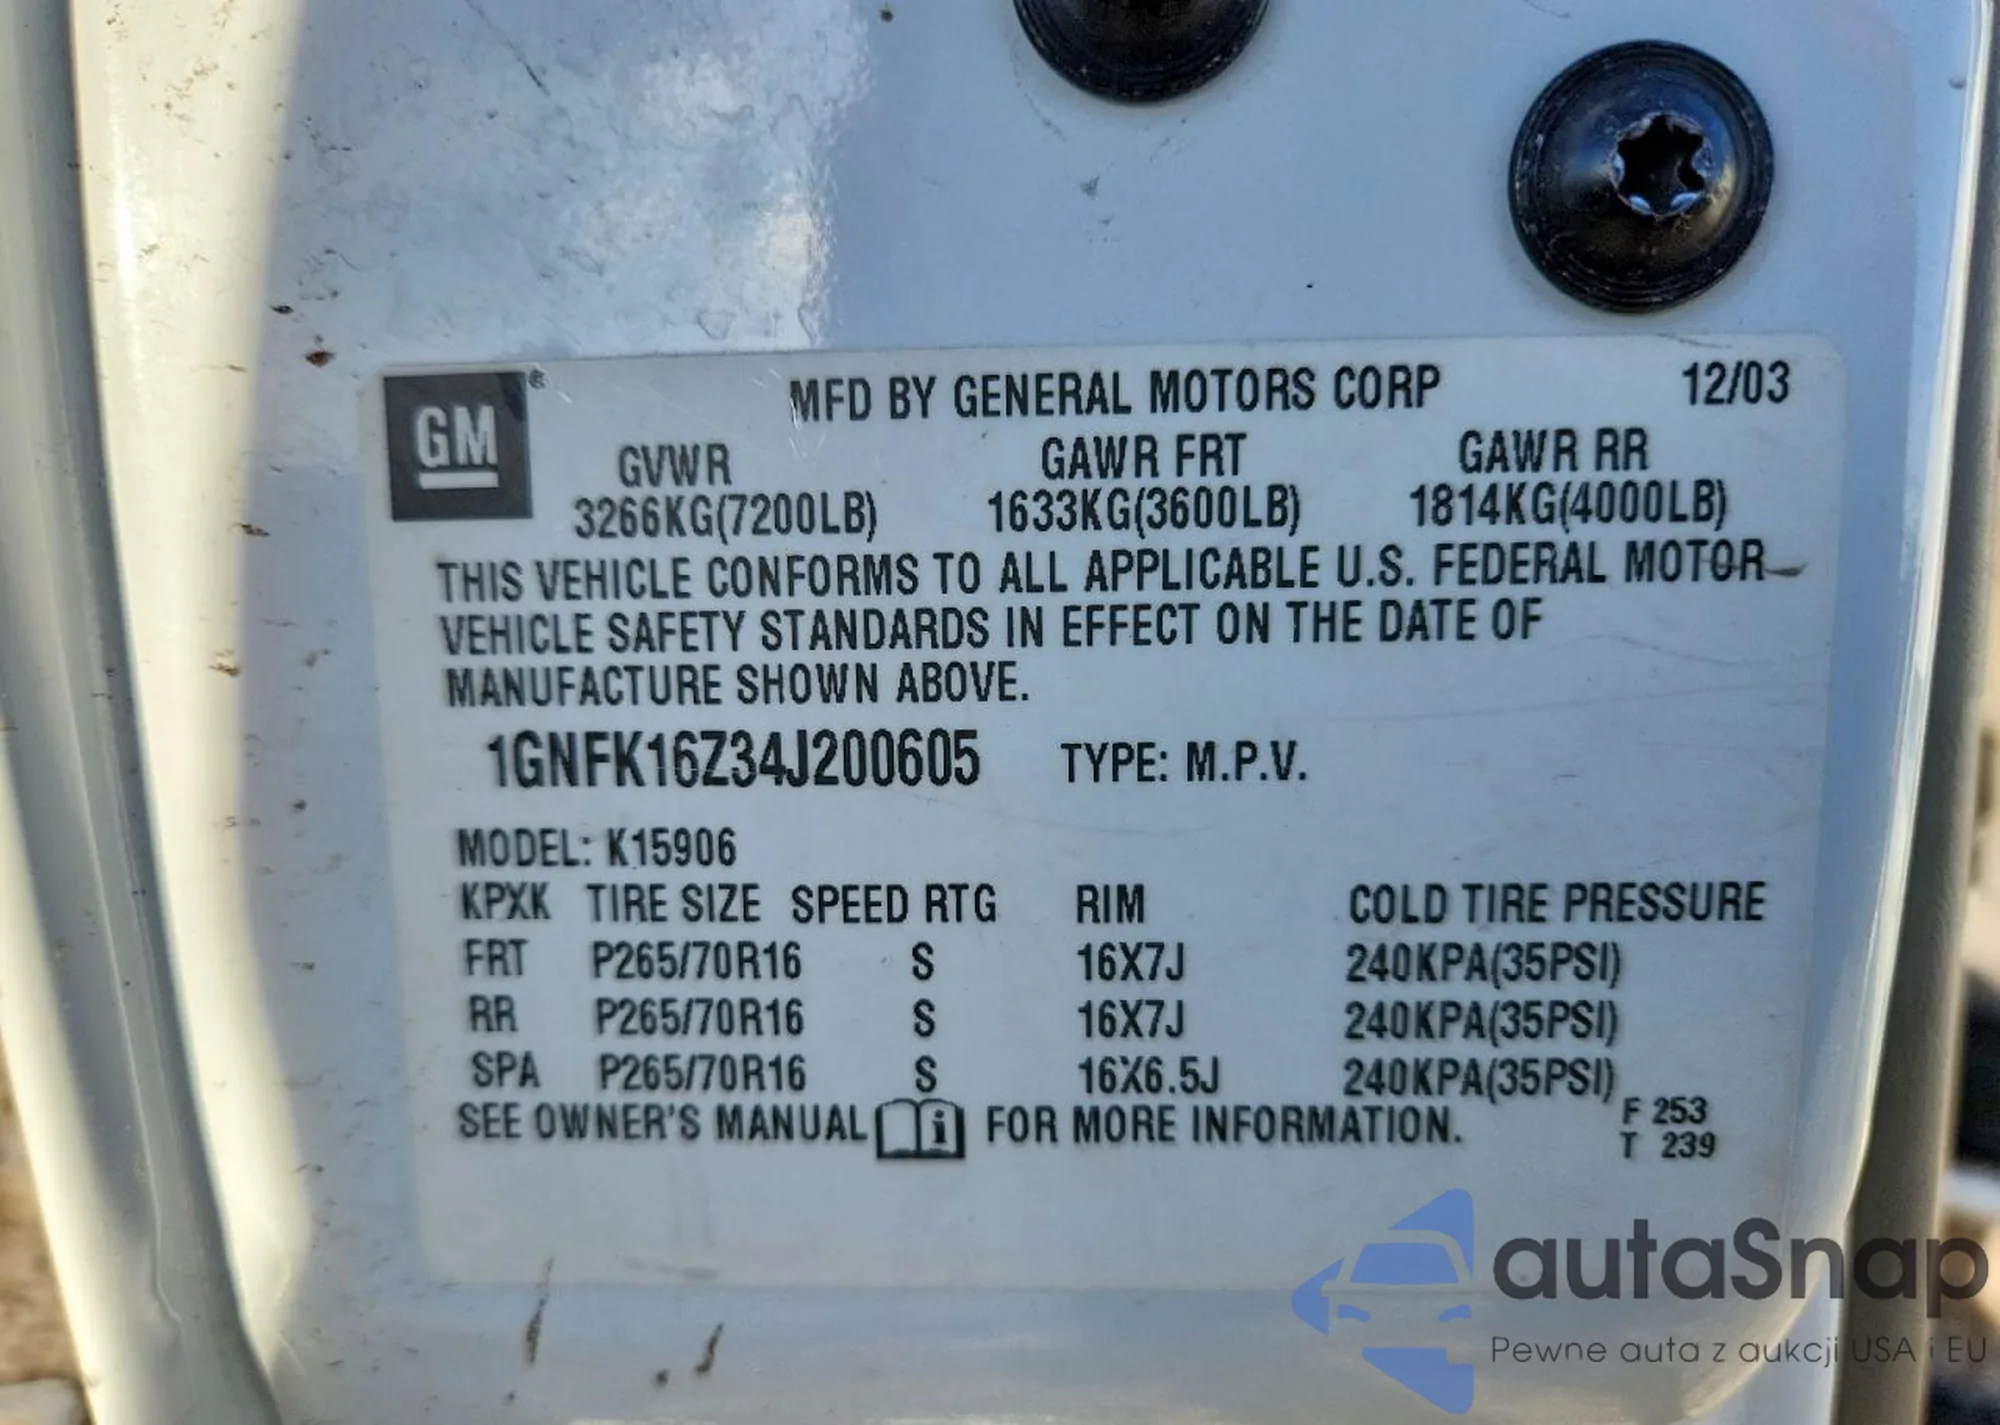 GM®
MFD BY GENERAL MOTORS CORP 12/03
GVWR GAWR FRT GAWR RR
3266KG(7200LB) 1633KG(3600LB) 1814KG(4000LB)
THIS VEHICLE CONFORMS TO ALL APPLICABLE U.S. FEDERAL MOTOR
VEHICLE SAFETY STANDARDS IN EFFECT ON THE DATE OF
MANUFACTURE SHOWN ABOVE.
1GNFK16Z34J200605 TYPE: M.P.V.
MODEL: K15906
KPXK TIRE SIZE SPEED RTG RIM COLD TIRE PRESSURE
FRT P265/70R16 S 16X7J 240KPA(35PSI)
RR P265/70R16 S 16X7J 240KPA(35PSI)
SPA P265/70R16 S 16X6.5J 240KPA(35PSI)
SEE OWNER'S MANUAL i FOR MORE INFORMATION.
F 253
T 239
autaSnap
Pewne auta z aukcji USA i EU